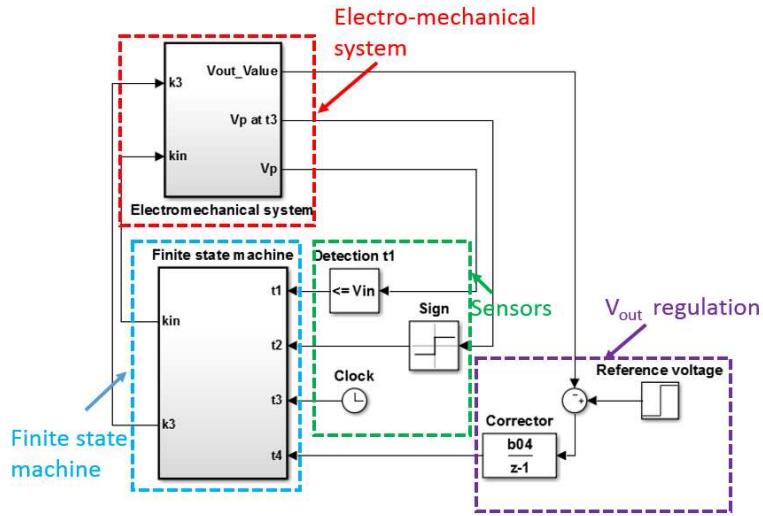 Electro-mechanical
system
Vout_Value
k3
Vp at t3
kin
Vp
Electromechanical system
Finite state machine
Detection t1
t1
<= Vin
Sensors
Sign
Vout regulation
kin
t2
Clock
Reference voltage
t3
- +
Corrector
k3
Finite state
machine
t4
b04
z-1